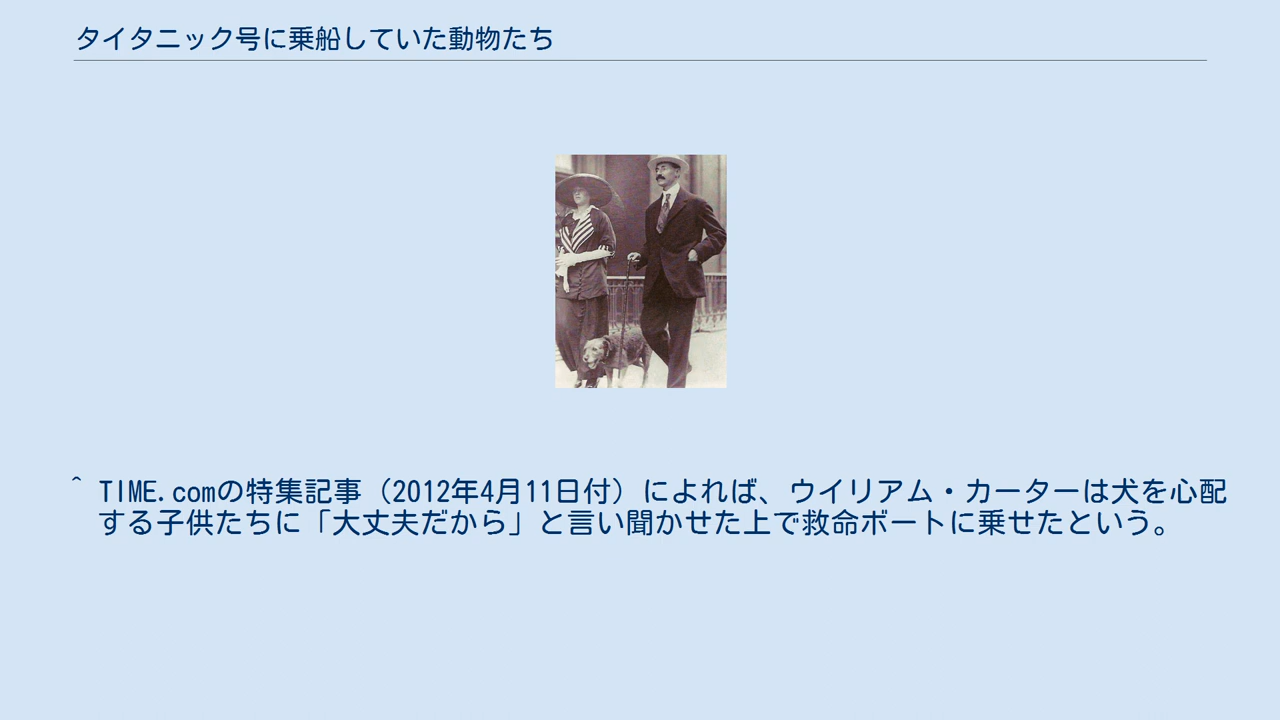 タイタニック号に乗船していた動物たち
^ TIME.comの特集記事（2012年4月11日付）によれば、ウイリアム・カーターは犬を心配
する子供たちに「大丈夫だから」と言い聞かせた上で救命ボートに乗せたという。